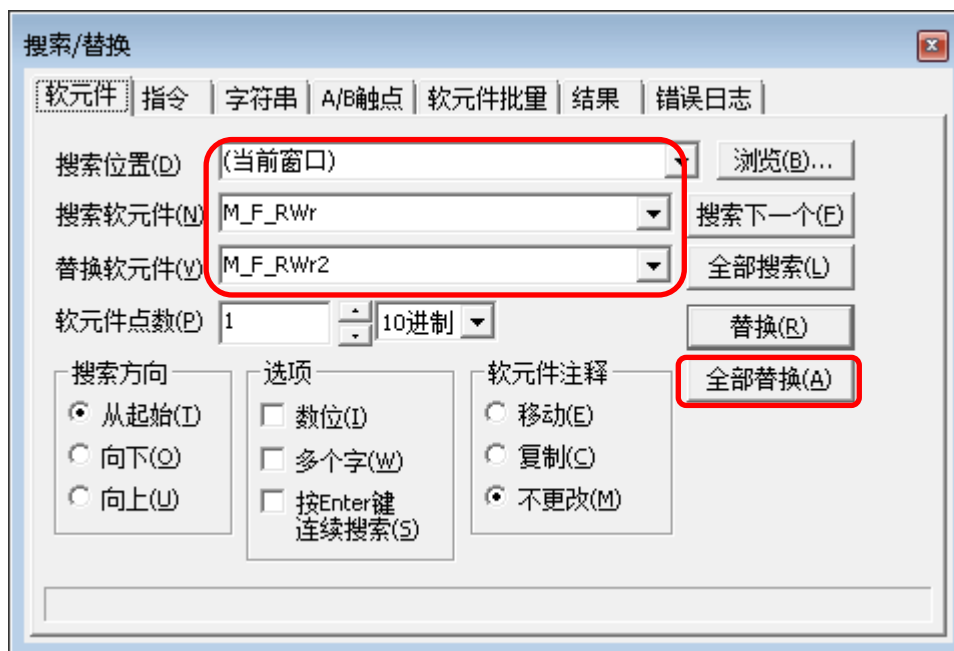 搜索/替换
软元件 指令 字符串 A/B触点 软元件批量 结果 错误日志
搜索位置(D) (当前窗口) 浏览(B)...
搜索软元件(N) M_F_RWr 搜索下一个(F)
替换软元件(V) M_F_RWr2 全部搜索(L)
软元件点数(P) 1 10进制 替换(R)
搜索方向 选项 软元件注释 全部替换(A)
从起始(T) 数位(I) 移动(E)
向下(O) 多个字(W) 复制(C)
向上(U) 按Enter键 不更改(M)
连续搜索(S)